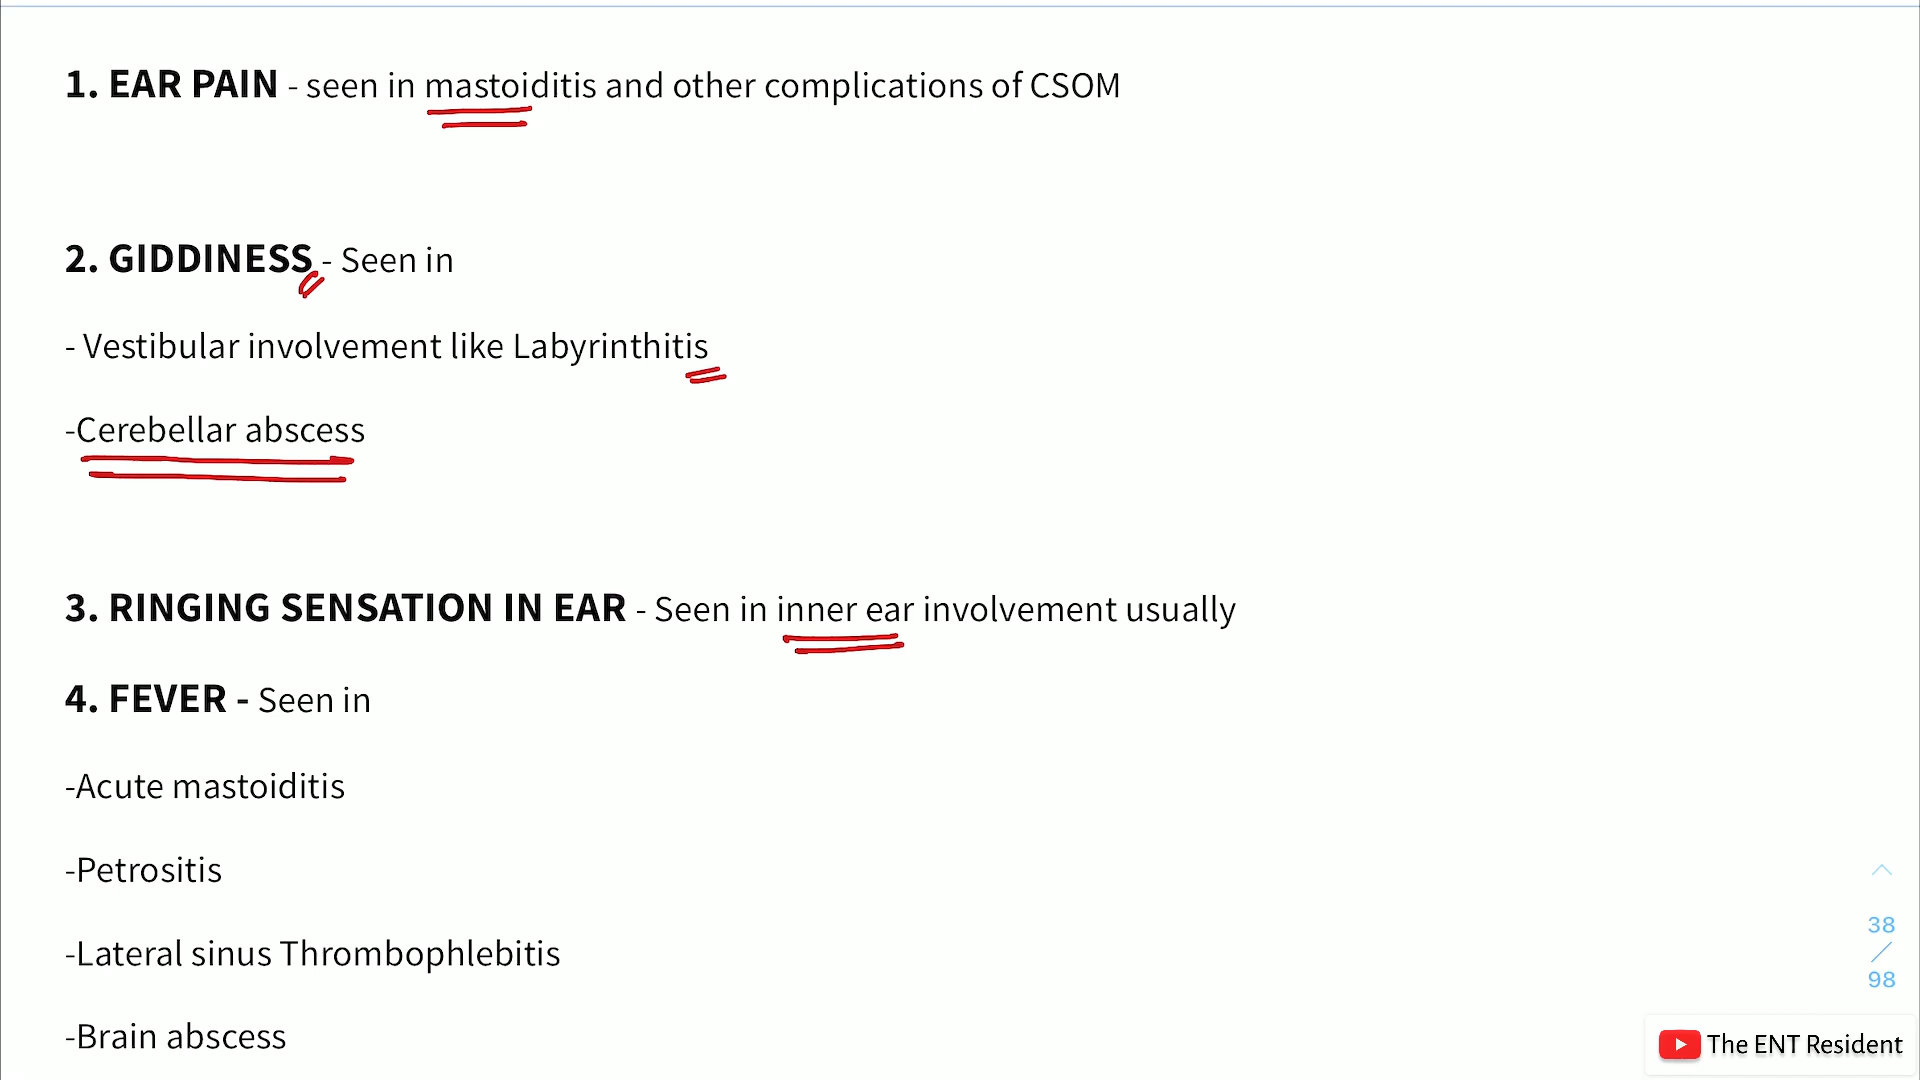 1. EAR PAIN - seen in mastoiditis and other complications of CSOM
2. GIDDINESS - Seen in
- Vestibular involvement like Labyrinthitis
-Cerebellar abscess
3. RINGING SENSATION IN EAR - Seen in inner ear involvement usually
4. FEVER - Seen in
-Acute mastoiditis
-Petrositis
-Lateral sinus Thrombophlebitis
-Brain abscess
38
/
98
The ENT Resident